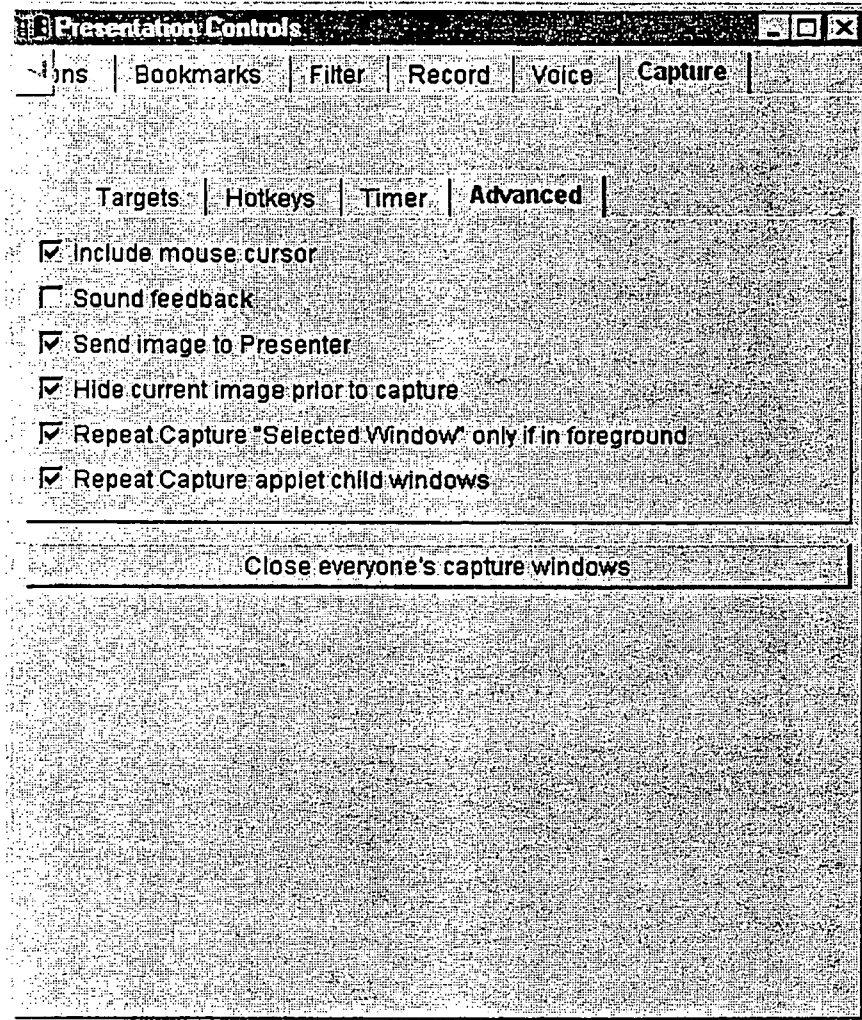 Presentation Controls
ons Bookmarks Filter Record Voice Capture
Targets Hotkeys Timer Advanced
Include mouse cursor
Sound feedback
Send image to Presenter
Hide current image prior to capture
Repeat Capture "Selected Window" only if in foreground
Repeat Capture applet child windows
Close everyone's capture windows